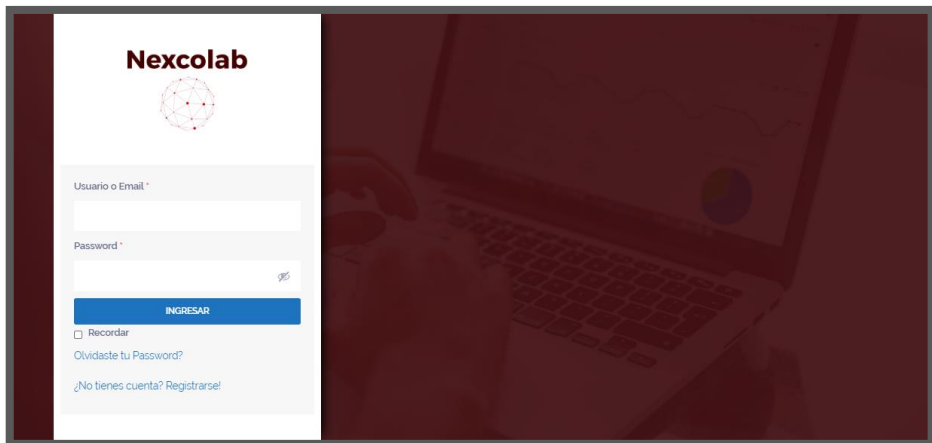 Nexcolab
Usuario o Email *
Password *
INGRESAR
Recordar
Olvidaste tu Password?
¿No tienes cuenta? Registrarse!